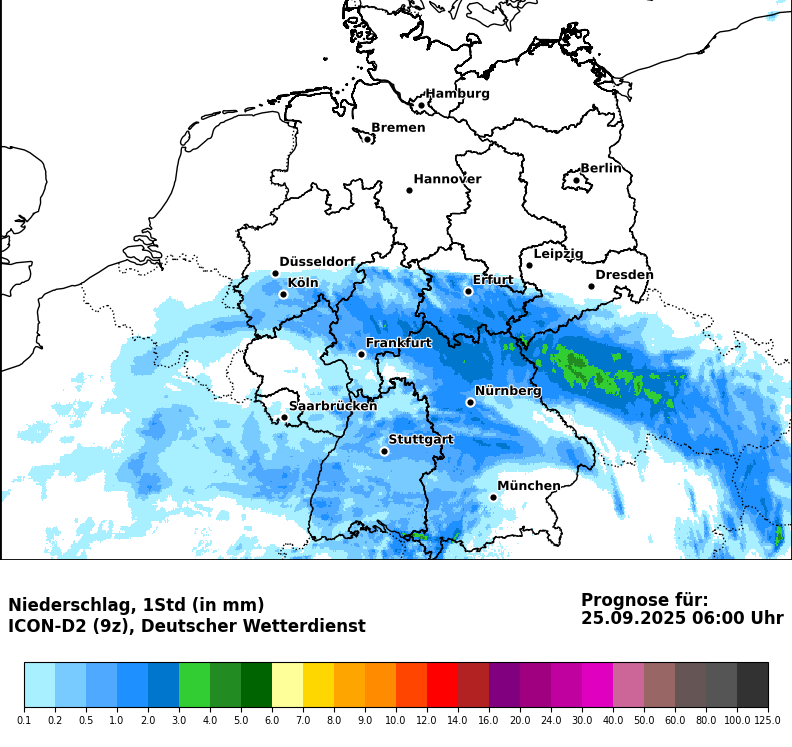 Hamburg
Bremen
Berlin
Hannover
Leipzig
Düsseldorf
Dresden
Köln
Erfurt
Frankfurt
Nürnberg
Saarbrücken
Stuttgart
München
Niederschlag, 1Std (in mm)
ICON-D2 (9z), Deutscher Wetterdienst
Prognose für:
25.09.2025 06:00 Uhr
0.1 0.2 0.5 1.0 2.0 3.0 4.0 5.0 6.0 7.0 8.0 9.0 10.0 12.0 14.0 16.0 20.0 24.0 30.0 40.0 50.0 60.0 80.0 100.0 125.0